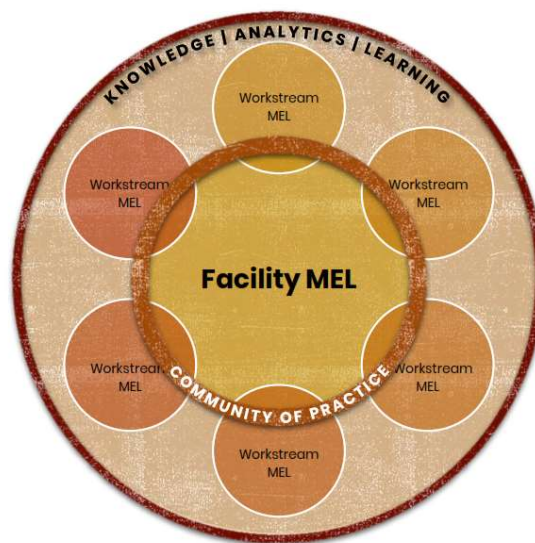 KNOWLEDGE | ANALYTICS | LEARNING
Workstream
MEL
Workstream
MEL
Workstream
MEL
Facility MEL
Workstream
MEL
Workstream
MEL
COMMUNITY OF PRACTICE
Workstream
MEL